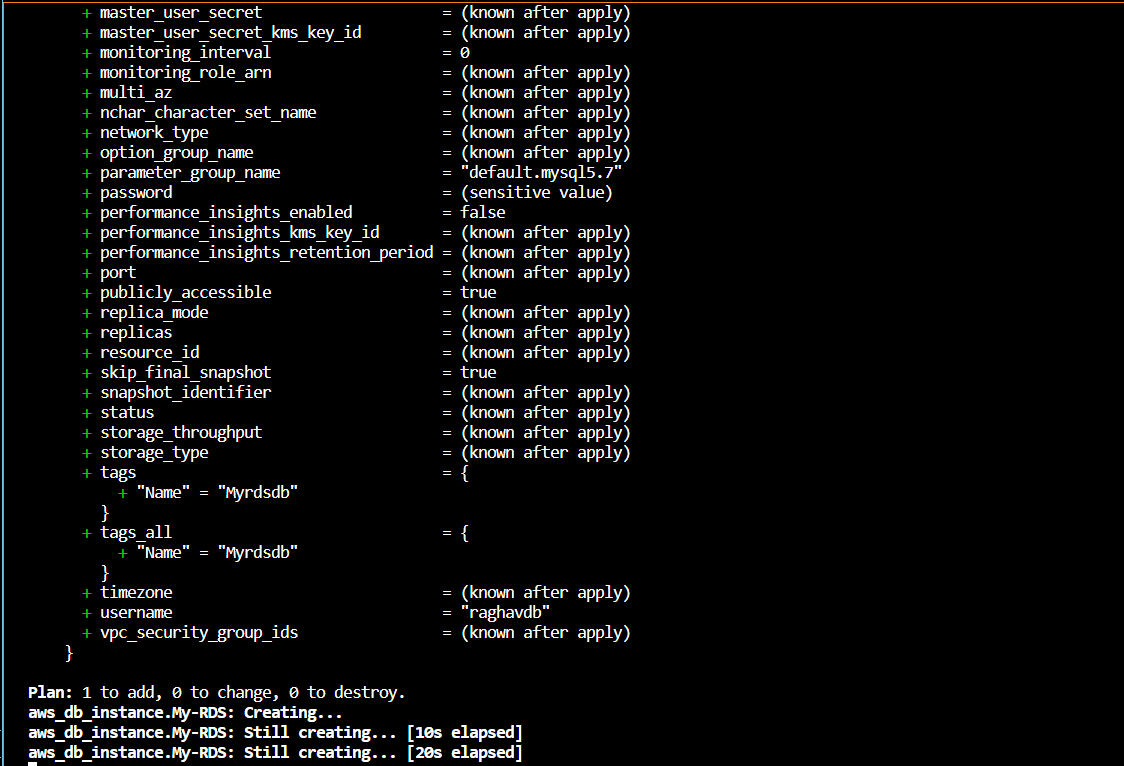 + master_user_secret                    = (known after apply)
+ master_user_secret_kms_key_id         = (known after apply)
+ monitoring_interval                   = 0
+ monitoring_role_arn                   = (known after apply)
+ multi_az                              = (known after apply)
+ nchar_character_set_name              = (known after apply)
+ network_type                          = (known after apply)
+ option_group_name                     = (known after apply)
+ parameter_group_name                  = "default.mysql5.7"
+ password                              = (sensitive value)
+ performance_insights_enabled          = false
+ performance_insights_kms_key_id       = (known after apply)
+ performance_insights_retention_period = (known after apply)
+ port                                  = (known after apply)
+ publicly_accessible                   = true
+ replica_mode                          = (known after apply)
+ replicas                              = (known after apply)
+ resource_id                           = (known after apply)
+ skip_final_snapshot                   = true
+ snapshot_identifier                   = (known after apply)
+ status                                = (known after apply)
+ storage_throughput                    = (known after apply)
+ storage_type                          = (known after apply)
+ tags                                  = {
    + "Name" = "Myrdsdb"
  }
+ tags_all                              = {
    + "Name" = "Myrdsdb"
  }
+ timezone                              = (known after apply)
+ username                              = "raghavdb"
+ vpc_security_group_ids                = (known after apply)
}
Plan: 1 to add, 0 to change, 0 to destroy.
aws_db_instance.My-RDS: Creating...
aws_db_instance.My-RDS: Still creating... [10s elapsed]
aws_db_instance.My-RDS: Still creating... [20s elapsed]